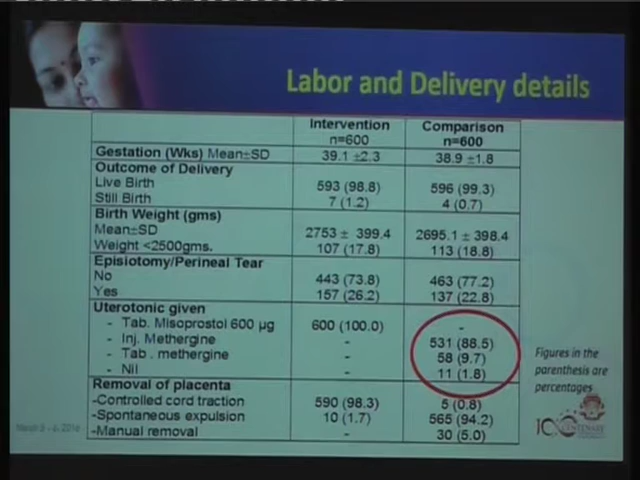 Labor and Delivery details
Intervention n=600 Comparison n=600
Gestation (Wks) Mean±SD 39.1 ±2.3 38.9 ±1.8
Outcome of Delivery
Live Birth 593 (98.8) 596 (99.3)
Still Birth 7 (1.2) 4 (0.7)
Birth Weight (gms)
Mean±SD 2753 ± 399.4 2695.1 ± 398.4
Weight <2500gms. 107 (17.8) 113 (18.8)
Episiotomy/Perineal Tear
No 443 (73.8) 463 (77.2)
Yes 157 (26.2) 137 (22.8)
Uterotonic given
- Tab. Misoprostol 600 µg 600 (100.0) -
- Inj. Methergine - 531 (88.5)
- Tab . methergine - 58 (9.7)
- Nil - 11 (1.8)
Removal of placenta
-Controlled cord traction 590 (98.3) 5 (0.8)
-Spontaneous expulsion 10 (1.7) 565 (94.2)
-Manual removal - 30 (5.0)
Figures in the
parenthesis are
percentages